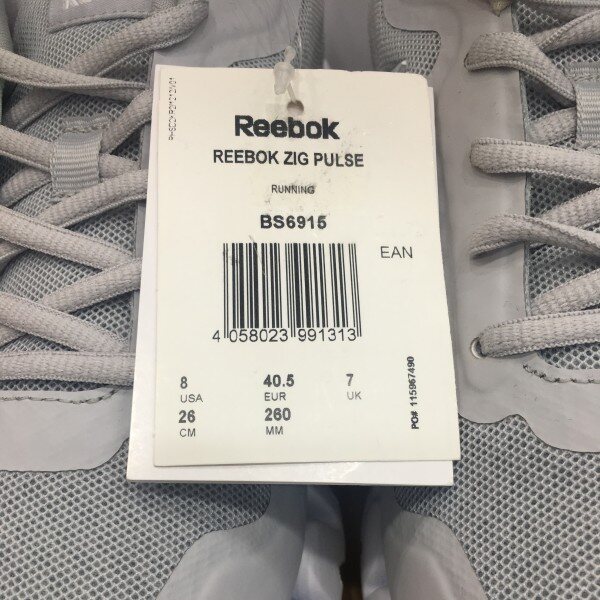 Reebok
REEBOK ZIG PULSE
RUNNING
BS6915
EAN
4 058023 991313
8 40.5 7
USA EUR UK
26 260
CM MM
PO# 115967490